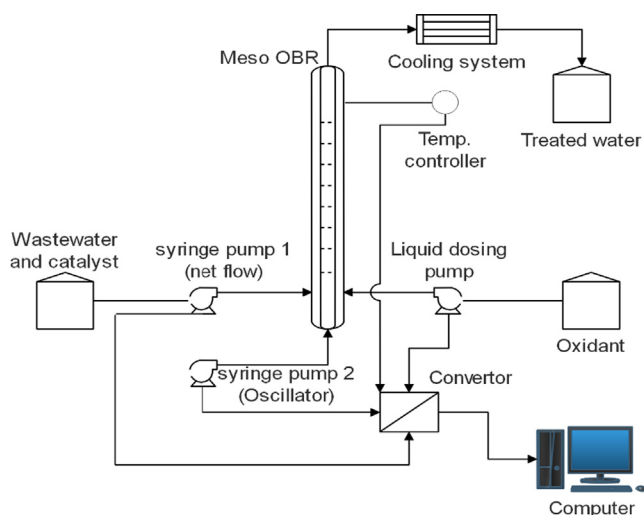 Meso OBR
Cooling system
Treated water
Temp.
controller
Wastewater
and catalyst
syringe pump 1
(net flow)
Liquid dosing
pump
Oxidant
syringe pump 2
(Oscillator)
Convertor
Computer